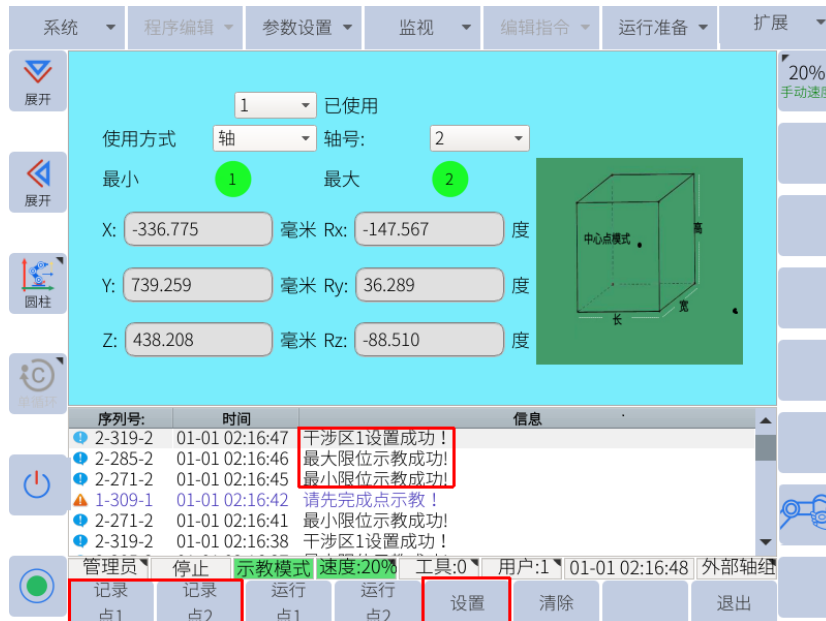 系统 程序编辑 参数设置 监视 编辑指令 运行准备 扩展
展开
20%
手动速度
1 已使用
使用方式 轴 轴号: 2
最小 1 最大 2
展开
X: -336.775 毫米 Rx: -147.567 度
中心点模式
高
Y: 739.259 毫米 Ry: 36.289 度
圆柱
宽
长
Z: 438.208 毫米 Rz: -88.510 度
序列号: 时间 信息
2-319-2 01-01 02:16:47 干涉区1设置成功！
2-285-2 01-01 02:16:46 最大限位示教成功!
2-271-2 01-01 02:16:45 最小限位示教成功!
1-309-1 01-01 02:16:42 请先完成点示教！
2-271-2 01-01 02:16:41 最小限位示教成功!
2-319-2 01-01 02:16:38 干涉区1设置成功！
管理员 停止 示教模式 速度:20% 工具:0 用户:1 01-01 02:16:48 外部轴组
记录 记录 运行 运行
点1 点2 点1 点2 设置 清除 退出